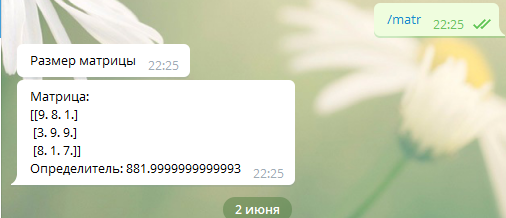 /matr 22:25
Размер матрицы 22:25
Матрица:
[[9. 8. 1.]
[3. 9. 9.]
[8. 1. 7.]]
Определитель: 881.9999999999993 22:25
2 июня